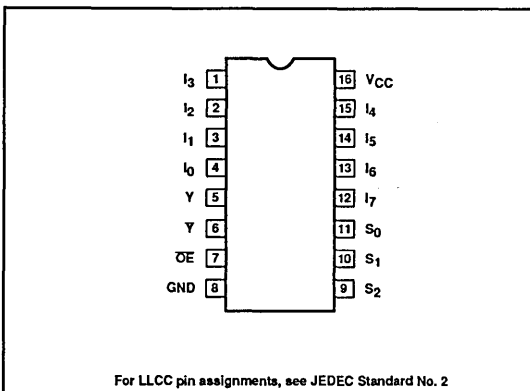 I3 1 16 VCC
I2 2 15 I4
I1 3 14 I5
I0 4 13 I6
Y 5 12 I7
Y̅ 6 11 S0
O̅E̅ 7 10 S1
GND 8 9 S2
For LLCC pin assignments, see JEDEC Standard No. 2